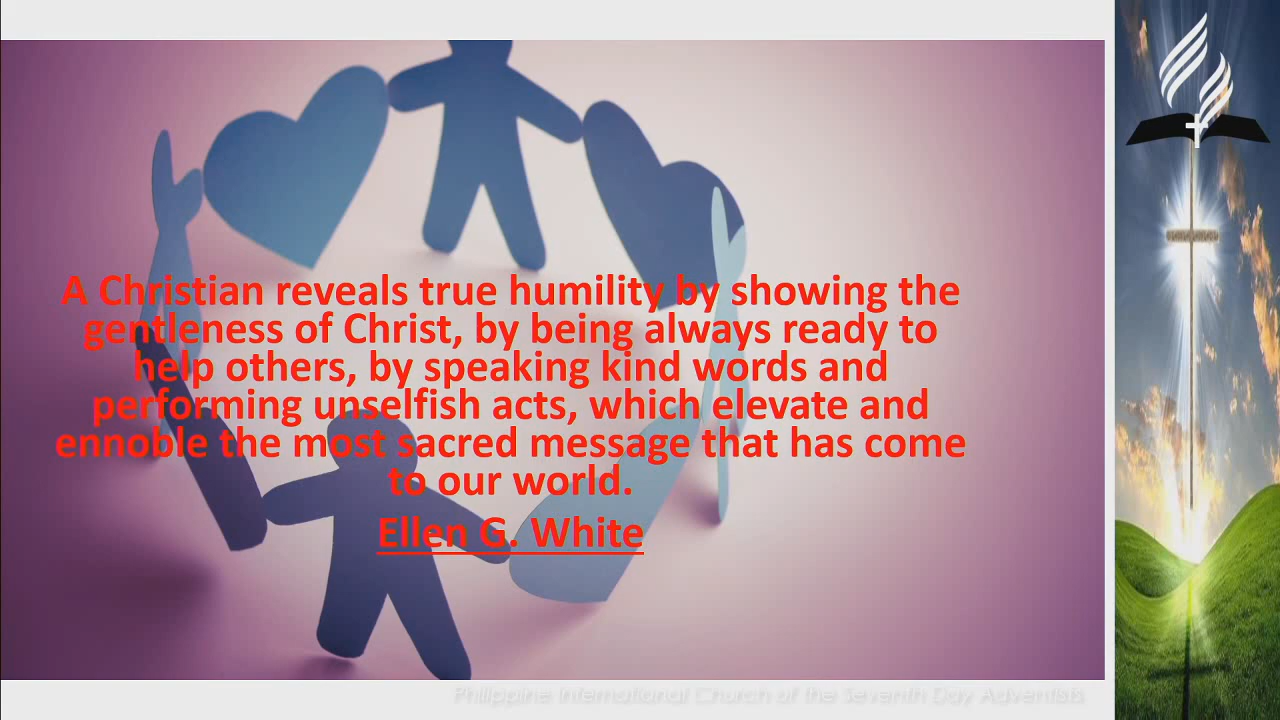 A Christian reveals true humility by showing the
gentleness of Christ, by being always ready to
help others, by speaking kind words and
performing unselfish acts, which elevate and
ennoble the most sacred message that has come
to our world.
Ellen G. White
Philippine International Church of the Seventh Day Adventists